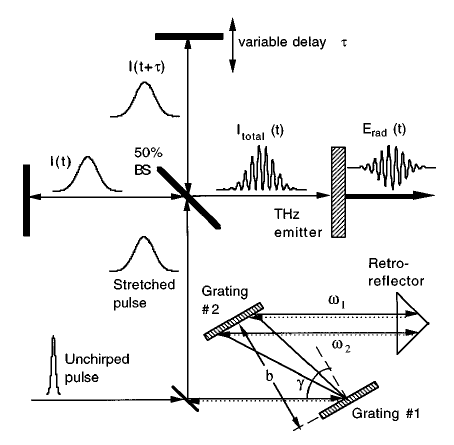 variable delay τ
I(t+τ)
I(t)
50%
BS
I_total (t)
E_rad (t)
THz
emitter
Stretched
pulse
Retro-
reflector
Grating
#2
ω₁
ω₂
Unchirped
pulse
b
γ
Grating #1